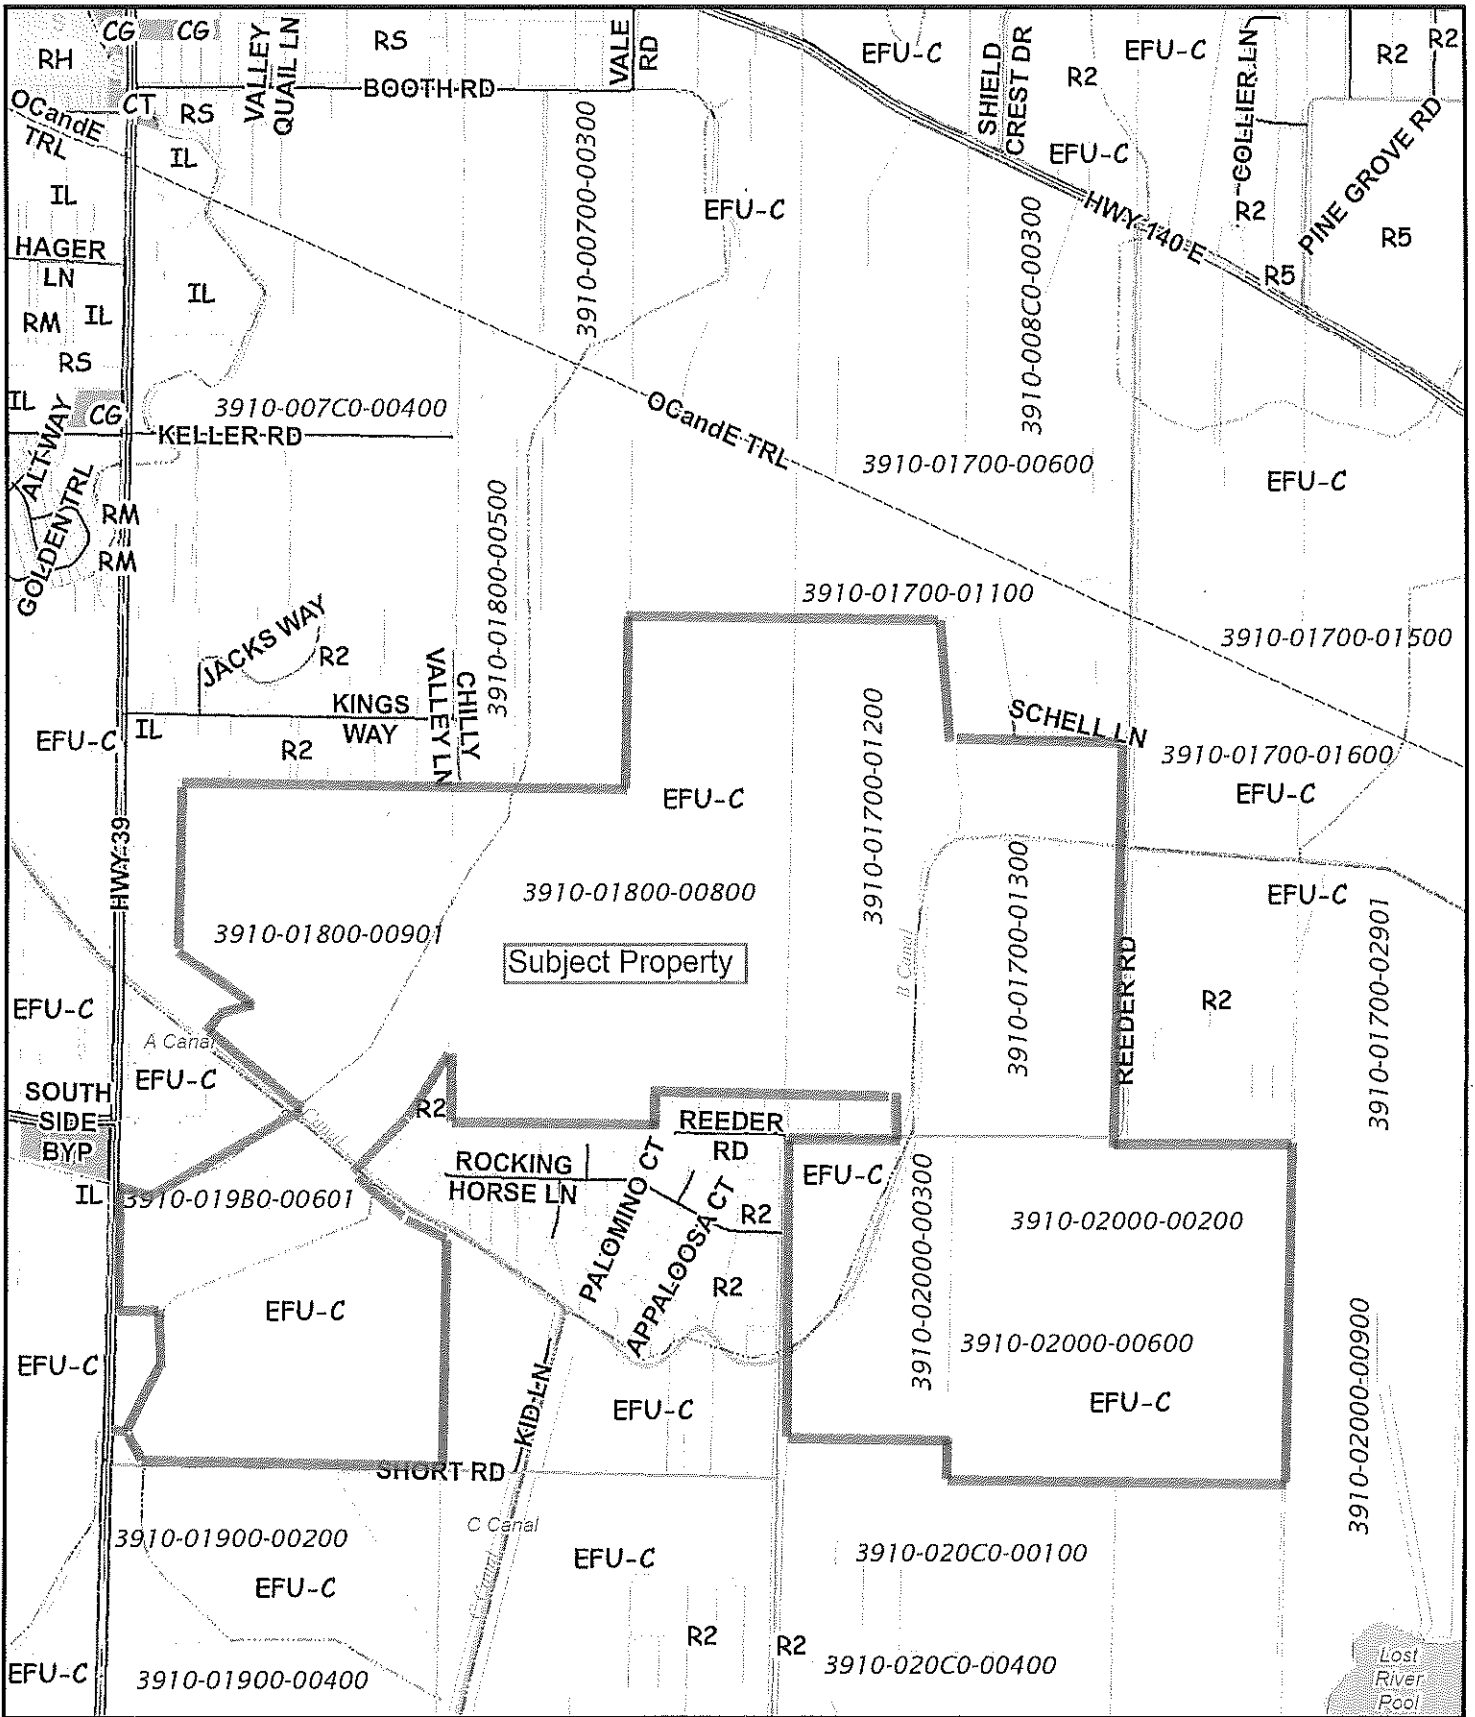 CG
CG
RH
VALLEY
QUAIL LN
RS
VALE
RD
EFU-C
SHIELD
CREST DR
R2
EFU-C
COLLIER LN
R2
R2
BOOTH RD
OCandE
TRL
CT
RS
IL
EFU-C
PINE GROVE RD
IL
3910-00700-00300
EFU-C
3910-008C0-00300
HWY 140 E
R2
R5
HAGER
LN
IL
R5
RM
IL
RS
IL
CG
3910-007C0-00400
OCandE TRL
KELLER RD
ALT WAY
GOLDEN TRL
3910-01700-00600
EFU-C
3910-01800-00500
RM
RM
3910-01700-01100
JACKS WAY
R2
3910-01700-01500
KINGS
WAY
VALLEY LN
CHILLY
3910-01700-01200
SCHELL LN
EFU-C
IL
R2
3910-01700-01600
EFU-C
EFU-C
HWY 39
3910-01800-00800
3910-01700-01300
EFU-C
3910-01800-00901
3910-01700-02901
Subject Property
B Canal
REEDER RD
R2
EFU-C
A Canal
EFU-C
SOUTH
SIDE
BYP
R2
A Canal
REEDER
RD
ROCKING
HORSE LN
PALOMINO CT
EFU-C
IL
3910-019B0-00601
APPALOOSA CT
R2
3910-02000-00300
3910-02000-00200
EFU-C
R2
3910-02000-00600
3910-02000-00900
EFU-C
KID LN
EFU-C
EFU-C
SHORT RD
C Canal
3910-01900-00200
EFU-C
3910-020C0-00100
EFU-C
R2
R2
Lost
River
Pool
EFU-C
3910-01900-00400
3910-020C0-00400